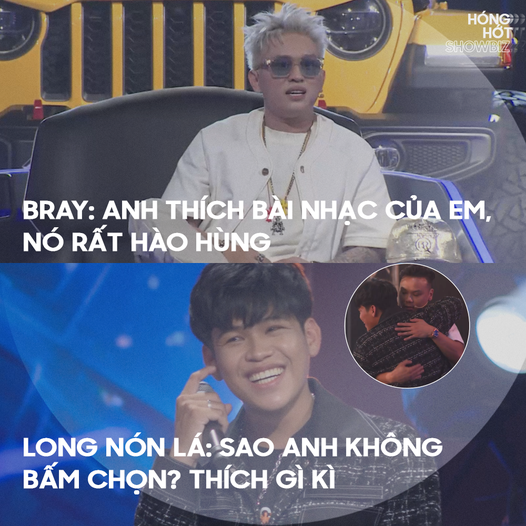 HÓNG
HỚT
SHOWBIZ
BRAY: ANH THÍCH BÀI NHẠC CỦA EM,
NÓ RẤT HÀO HÙNG
LONG NÓN LÁ: SAO ANH KHÔNG
BẤM CHỌN? THÍCH GÌ KÌ